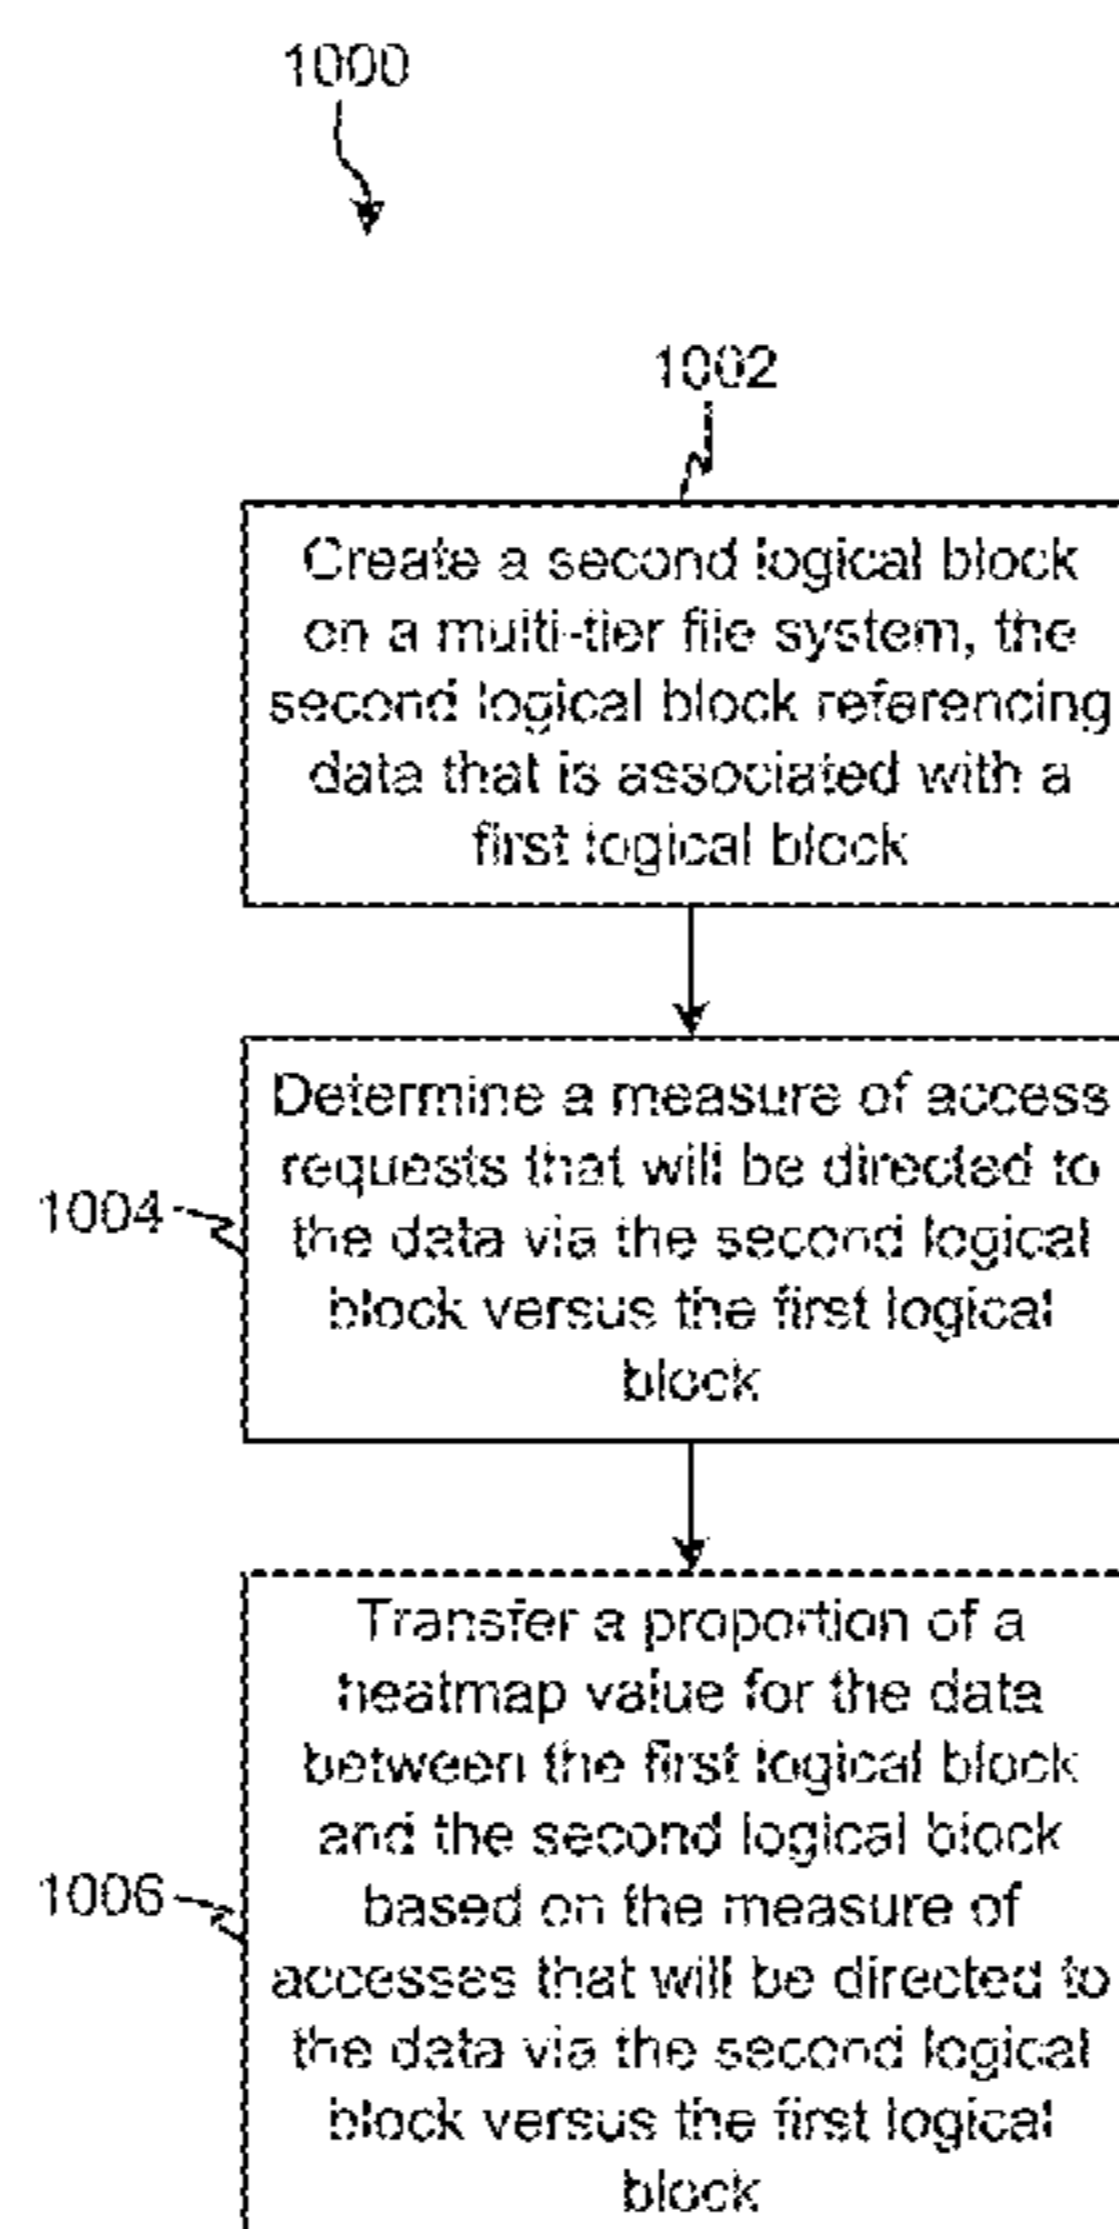 1000
1002
Create a second logical block
on a multi-tier file system, the
second logical block referencing
data that is associated with a
first logical block
Determine a measure of access
requests that will be directed to
the data via the second logical
block versus the first logical
block
1004
Transfer a proportion of a
heatmap value for the data
between the first logical block
and the second logical block
based on the measure of
accesses that will be directed to
the data via the second logical
block versus the first logical
block
1006